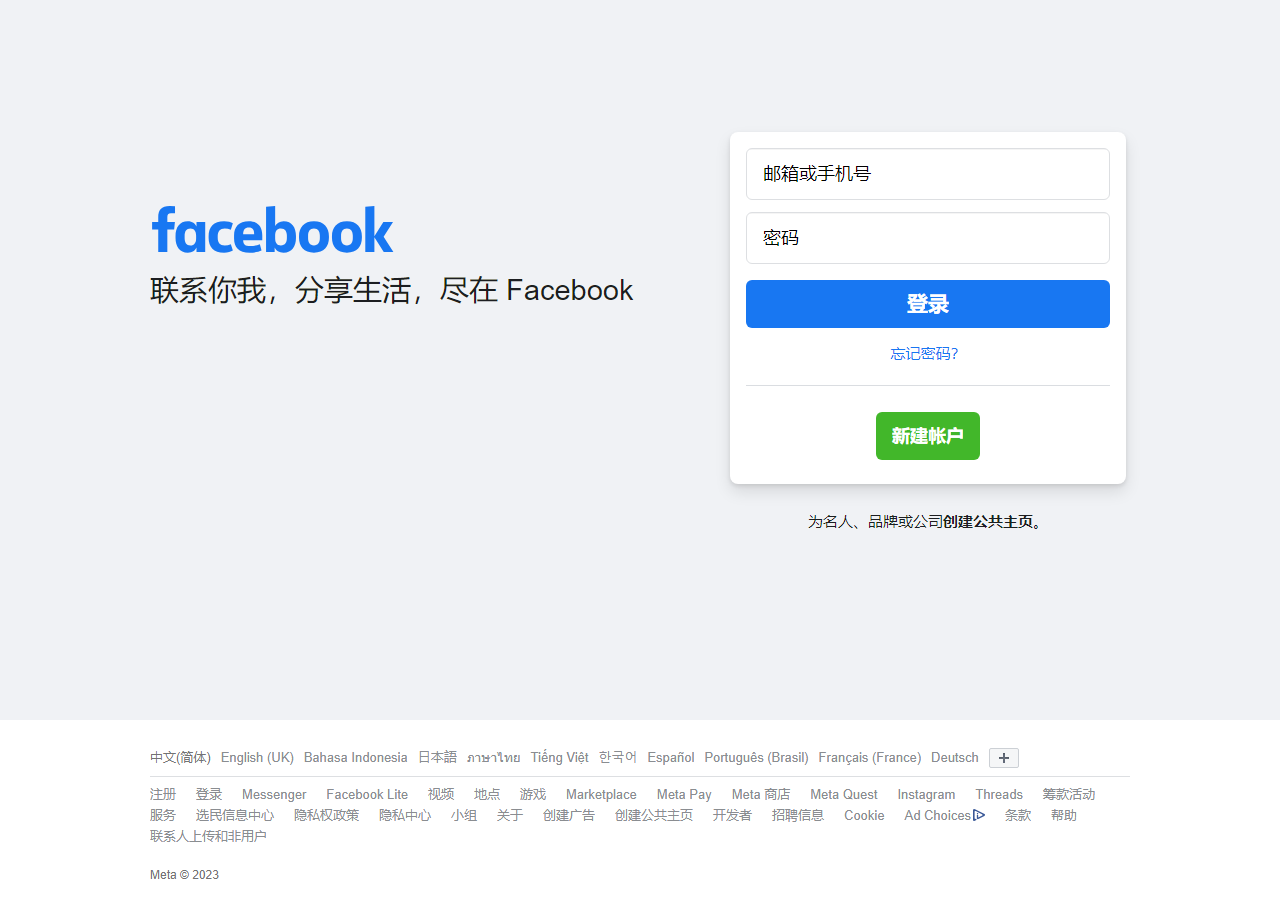 facebook
联系你我，分享生活，尽在 Facebook
邮箱或手机号
密码
登录
忘记密码？
新建帐户
为名人、品牌或公司创建公共主页。
中文(简体) English (UK) Bahasa Indonesia 日本語 ภาษาไทย Tiếng Việt 한국어 Español Português (Brasil) Français (France) Deutsch
注册 登录 Messenger Facebook Lite 视频 地点 游戏 Marketplace Meta Pay Meta 商店 Meta Quest Instagram Threads 筹款活动
服务 选民信息中心 隐私权政策 隐私中心 小组 关于 创建广告 创建公共主页 开发者 招聘信息 Cookie Ad Choices 条款 帮助
联系人上传和非用户
Meta © 2023